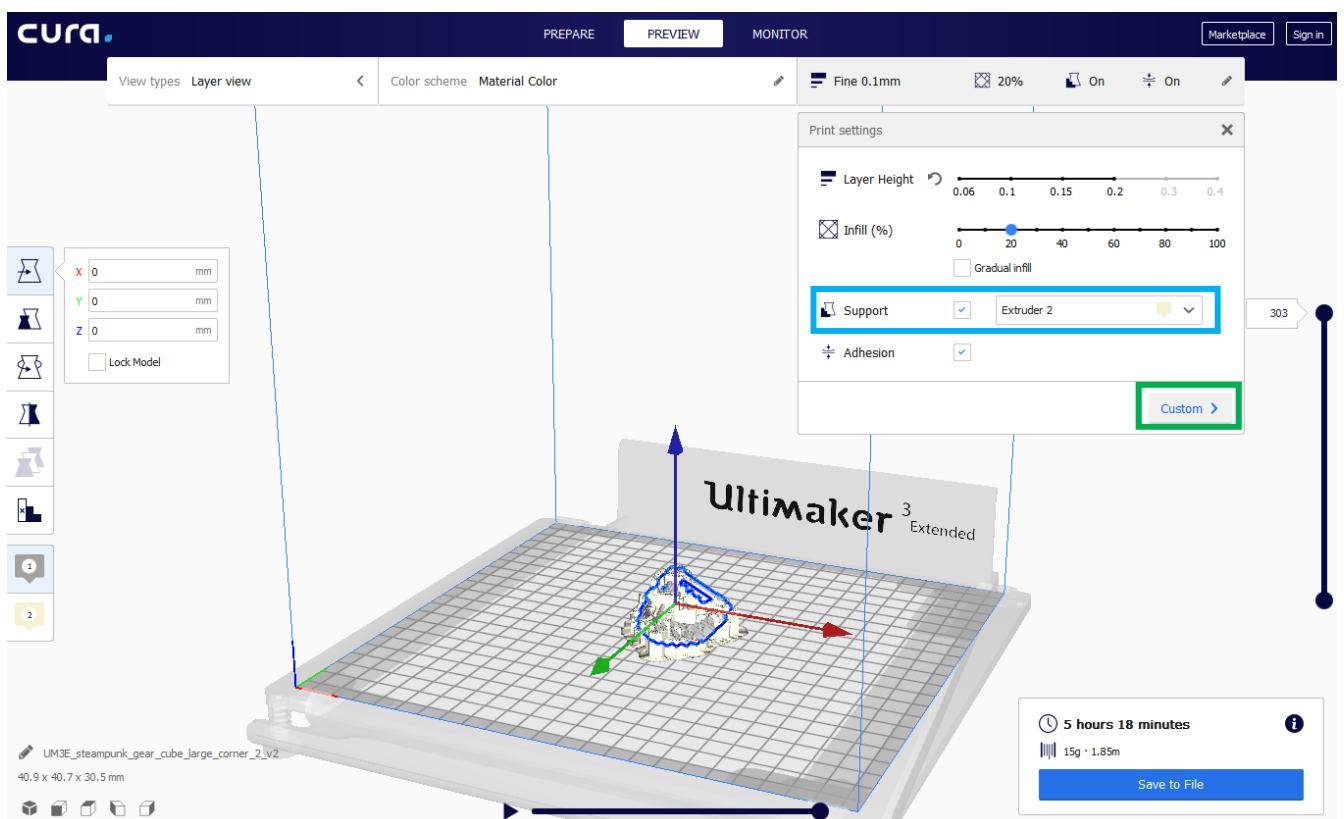 cura.
PREPARE PREVIEW MONITOR
Marketplace Sign in
View types Layer view
Color scheme Material Color
Fine 0.1mm 20% On On
Print settings
Layer Height
0.06 0.1 0.15 0.2 0.3 0.4
Infill (%)
0 20 40 60 80 100
Gradual infill
Support Extruder 2
Adhesion
Custom
X 0 mm
Y 0 mm
Z 0 mm
Lock Model
303
1
2
Ultimaker 3
Extended
5 hours 18 minutes
15g · 1.85m
Save to File
UM3E_steampunk_gear_cube_large_corner_2_v2
40.9 x 40.7 x 30.5 mm